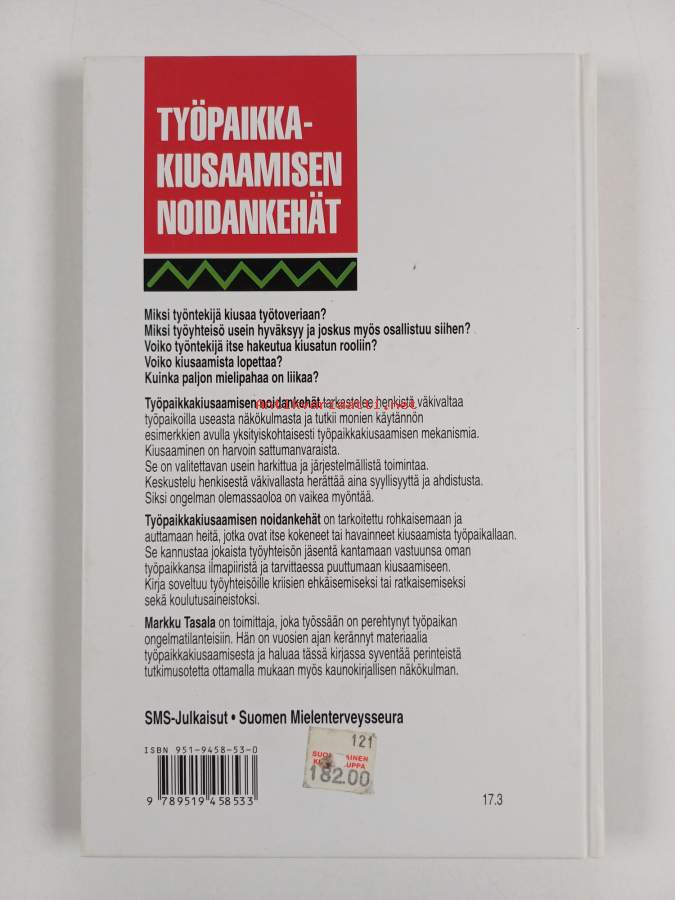 TYÖPAIKKA-
KIUSAAMISEN
NOIDANKEHÄT
Miksi työntekijä kiusaa työtoveriaan?
Miksi työyhteisö usein hyväksyy ja joskus myös osallistuu siihen?
Voiko työntekijä itse hakeutua kiusatun rooliin?
Voiko kiusaamista lopettaa?
Kuinka paljon mielipahaa on liikaa?
Työpaikkakiusaamisen noidankehät tarkastelee henkistä väkivaltaa
Antikvariaatti.net
työpaikoilla useasta näkökulmasta ja tutkii monien käytännön
esimerkkien avulla yksityiskohtaisesti työpaikkakiusaamisen mekanismia.
Kiusaaminen on harvoin sattumanvaraista.
Se on valitettavan usein harkittua ja järjestelmällistä toimintaa.
Keskustelu henkisestä väkivallasta herättää aina syyllisyyttä ja ahdistusta.
Siksi ongelman olemassaoloa on vaikea myöntää.
Työpaikkakiusaamisen noidankehät on tarkoitettu rohkaisemaan ja
auttamaan heitä, jotka ovat itse kokeneet tai havainneet kiusaamista työpaikallaan.
Se kannustaa jokaista työyhteisön jäsentä kantamaan vastuunsa oman
työpaikkansa ilmapiiristä ja tarvittaessa puuttumaan kiusaamiseen.
Kirja soveltuu työyhteisöille kriisien ehkäisemiseksi tai ratkaisemiseksi
sekä koulutusaineistoksi.
Markku Tasala on toimittaja, joka työssään on perehtynyt työpaikan
ongelmatilanteisiin. Hän on vuosien ajan kerännyt materiaalia
työpaikkakiusaamisesta ja haluaa tässä kirjassa syventää perinteistä
tutkimusotetta ottamalla mukaan myös kaunokirjallisen näkökulman.
SMS-Julkaisut • Suomen Mielenterveysseura
ISBN 951-9458-53-0
9 789519 458533
121
182.00
17.3